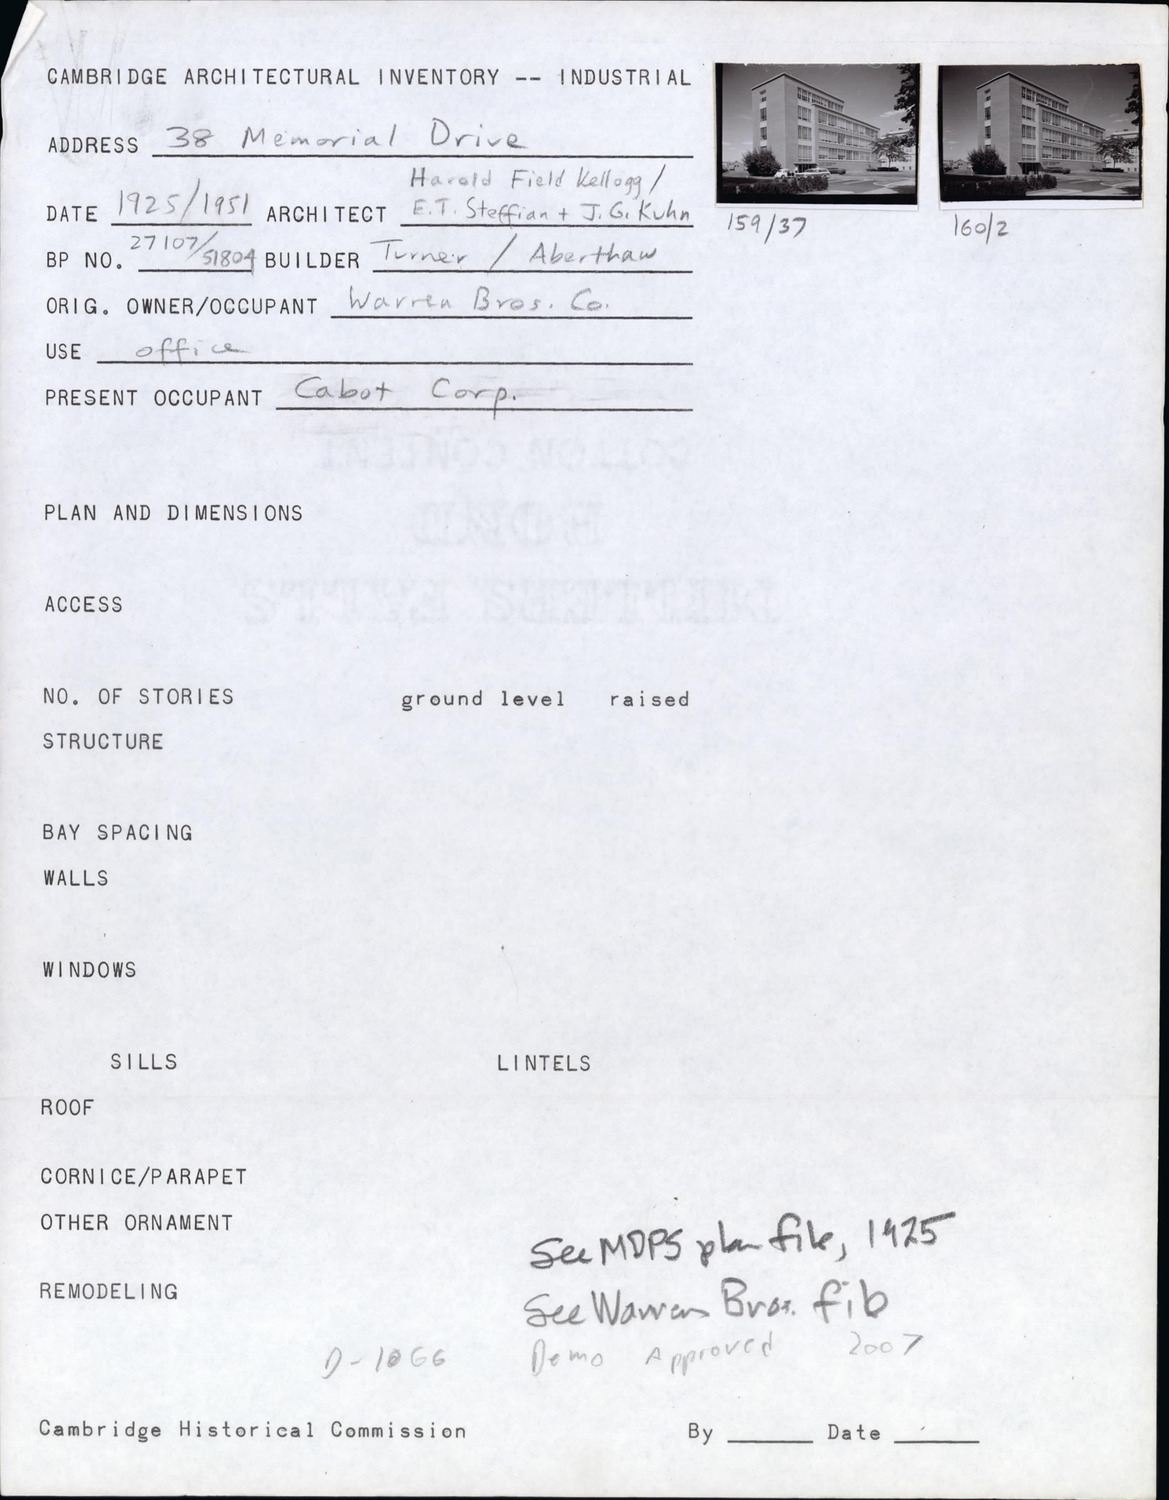 CAMBRIDGE ARCHITECTURAL INVENTORY -- INDUSTRIAL
ADDRESS 38 Memorial Drive
Harold Field Kellogg/
DATE 1925/1951 ARCHITECT E.T. Steffian + J.G. Kuhn
159/37
160/2
BP NO. 27107/51804 BUILDER Turner / Aberthaw
ORIG. OWNER/OCCUPANT Warren Bros. Co.
USE office
PRESENT OCCUPANT Cabot Corp.
PLAN AND DIMENSIONS
ACCESS
NO. OF STORIES ground level raised
STRUCTURE
BAY SPACING
WALLS
WINDOWS
SILLS LINTELS
ROOF
CORNICE/PARAPET
OTHER ORNAMENT
See MDPS plan file, 1925
REMODELING
See Warren Bros. file
D-1066 Demo Approved 2007
Cambridge Historical Commission By Date